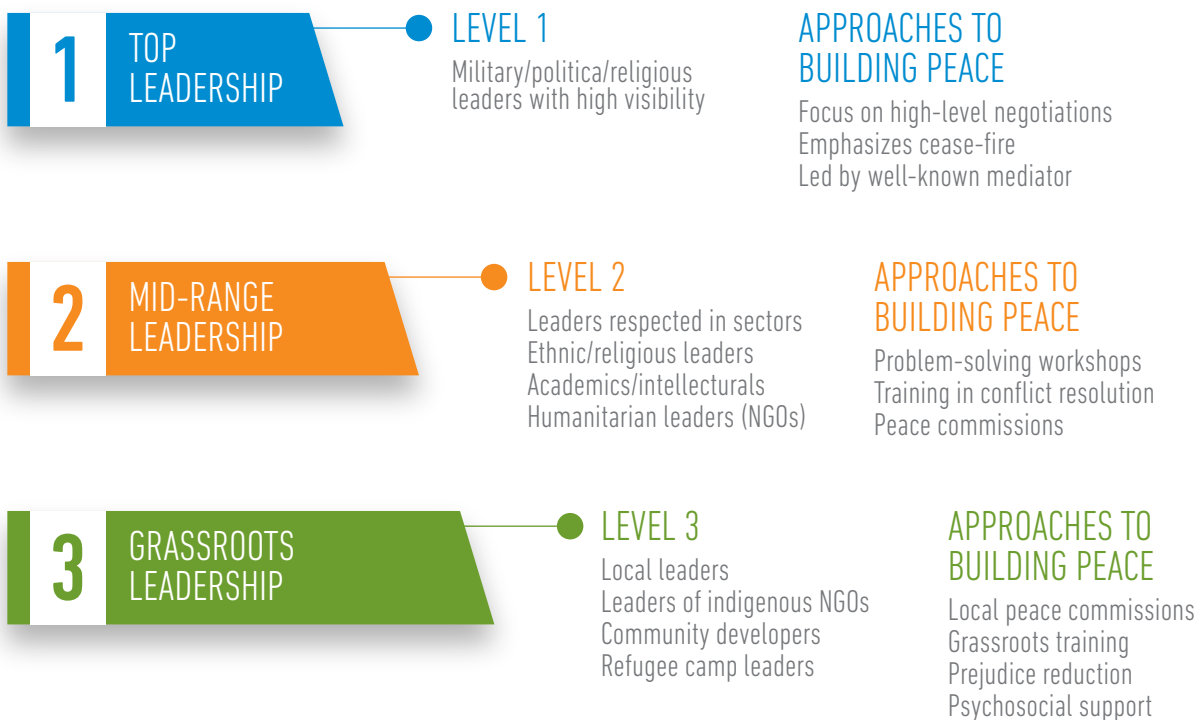 1
TOP
LEADERSHIP
LEVEL 1
Military/politica/religious
leaders with high visibility
APPROACHES TO
BUILDING PEACE
Focus on high-level negotiations
Emphasizes cease-fire
Led by well-known mediator
2
MID-RANGE
LEADERSHIP
LEVEL 2
Leaders respected in sectors
Ethnic/religious leaders
Academics/intellecturals
Humanitarian leaders (NGOs)
APPROACHES TO
BUILDING PEACE
Problem-solving workshops
Training in conflict resolution
Peace commissions
3
GRASSROOTS
LEADERSHIP
LEVEL 3
Local leaders
Leaders of indigenous NGOs
Community developers
Refugee camp leaders
APPROACHES TO
BUILDING PEACE
Local peace commissions
Grassroots training
Prejudice reduction
Psychosocial support